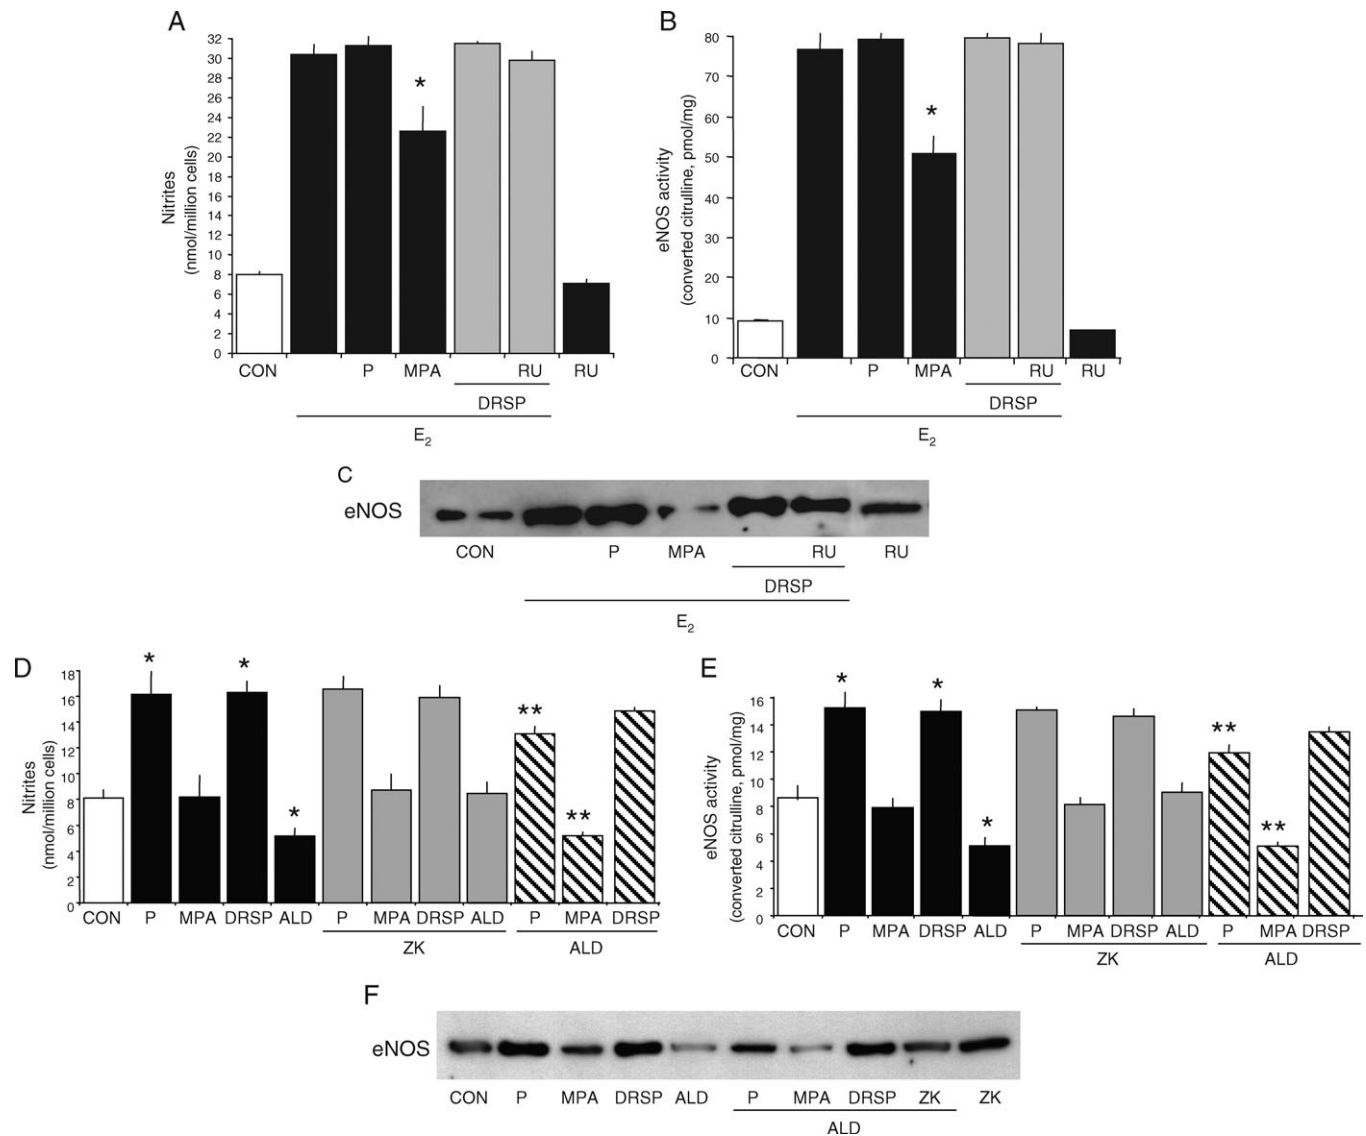 A
Nitrites
(nmol/million cells)
32
30
28
26
24
22
20
18
16
14
12
10
8
6
4
2
0
*
CON P MPA RU RU
DRSP
E2
B
eNOS activity
(converted citrulline, pmol/mg)
80
70
60
50
40
30
20
10
0
*
CON P MPA RU RU
DRSP
E2
C
eNOS
CON P MPA RU RU
DRSP
E2
D
Nitrites
(nmol/million cells)
18
16
14
12
10
8
6
4
2
0
* * * ** **
CON P MPA DRSP ALD P MPA DRSP ALD P MPA DRSP
ZK ALD
E
eNOS activity
(converted citrulline, pmol/mg)
16
14
12
10
8
6
4
2
0
* * * ** **
CON P MPA DRSP ALD P MPA DRSP ALD P MPA DRSP
ZK ALD
F
eNOS
CON P MPA DRSP ALD P MPA DRSP ZK ZK
ALD